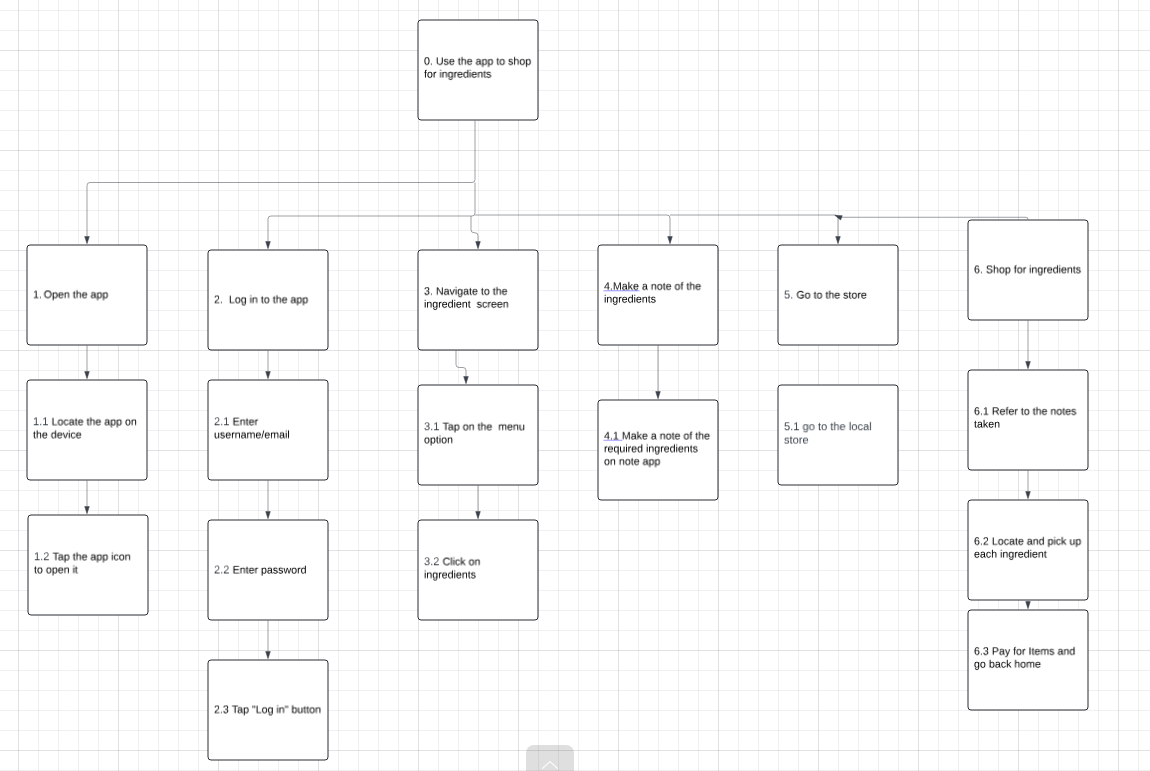 0. Use the app to shop
for ingredients
1. Open the app
2. Log in to the app
3. Navigate to the
ingredient screen
4.Make a note of the
ingredients
5. Go to the store
6. Shop for ingredients
1.1 Locate the app on
the device
2.1 Enter
username/email
3.1 Tap on the menu
option
4.1 Make a note of the
required ingredients
on note app
5.1 go to the local
store
6.1 Refer to the notes
taken
1.2 Tap the app icon
to open it
2.2 Enter password
3.2 Click on
ingredients
6.2 Locate and pick up
each ingredient
2.3 Tap "Log in" button
6.3 Pay for Items and
go back home